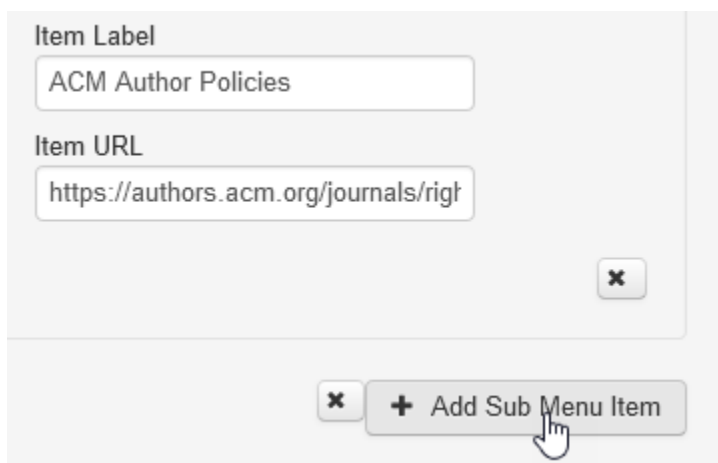 Item Label
ACM Author Policies
Item URL
https://authors.acm.org/journals/righ
✖
✖ + Add Sub Menu Item